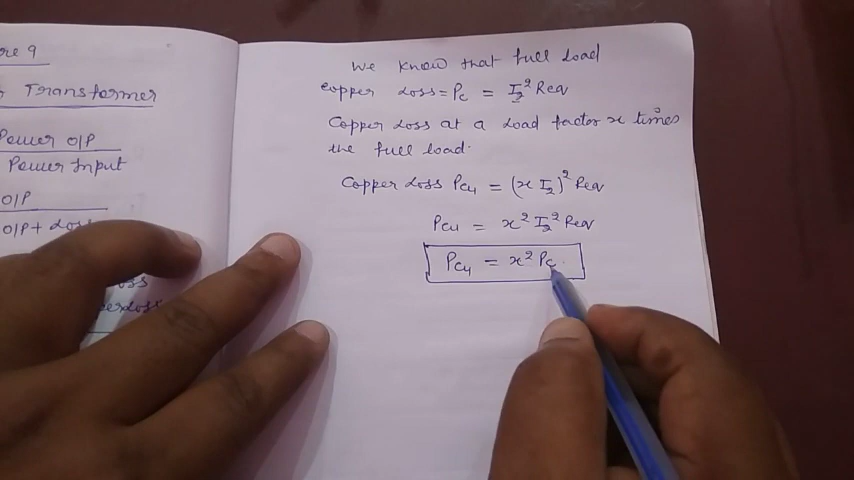 re 9
Transformer
Power O/P
Power Input
O/P
O/P + Loss
We know that full load
copper loss = Pc = I₂² Req
Copper loss at a load factor x times
the full load.
Copper loss Pcu = (x I₂)² Req
Pcu = x² I₂² Req
Pcu = x² Pc.